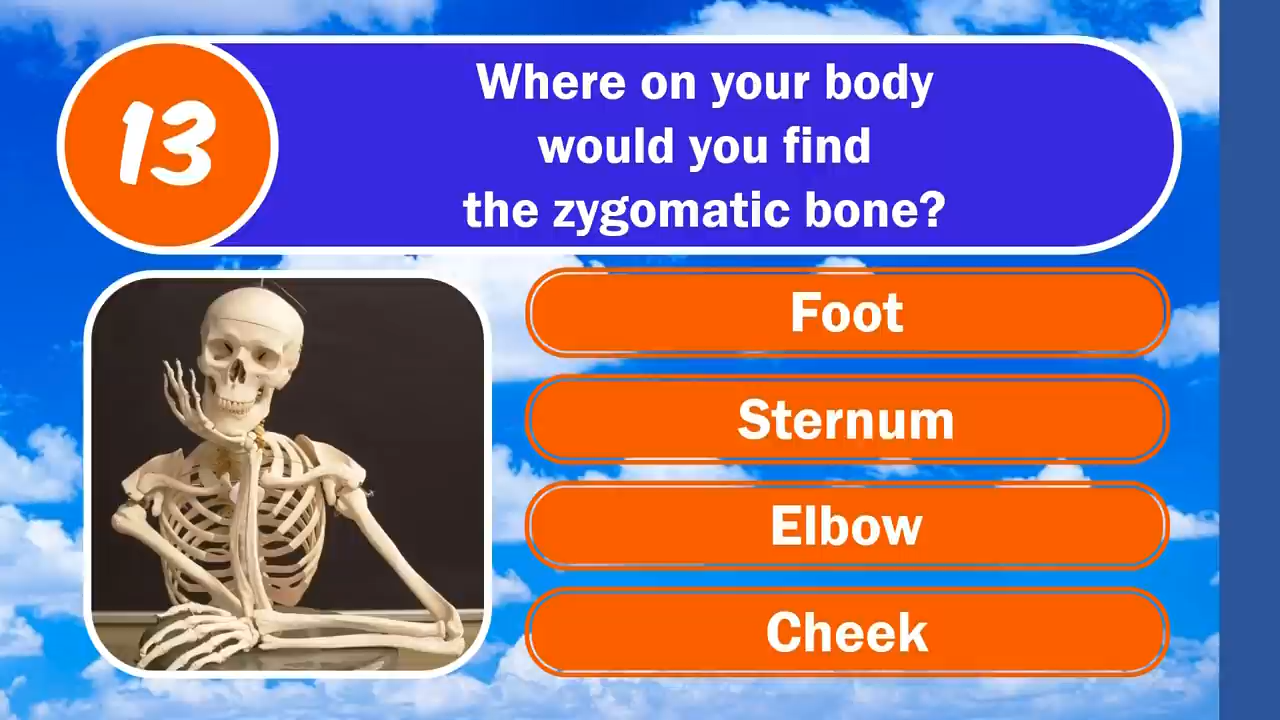 13
Where on your body
would you find
the zygomatic bone?
Foot
Sternum
Elbow
Cheek